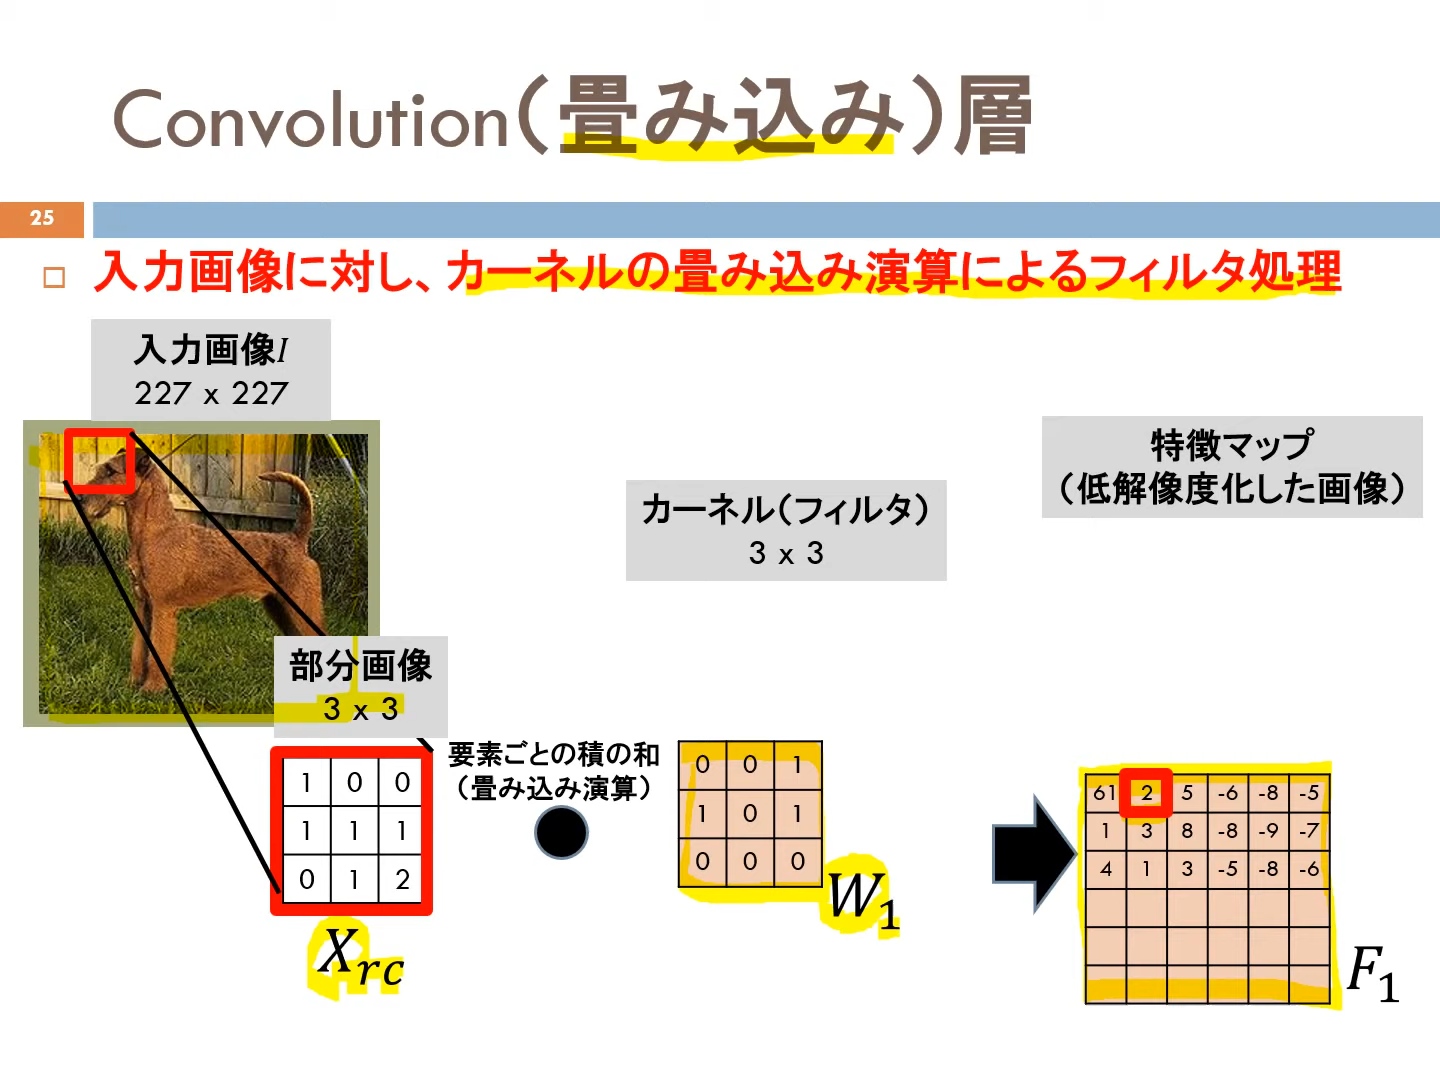 Convolution（畳み込み）層
25
入力画像に対し、カーネルの畳み込み演算によるフィルタ処理
入力画像I
227 x 227
特徴マップ
（低解像度化した画像）
カーネル（フィルタ）
3 x 3
部分画像
3 x 3
要素ごとの積の和
（畳み込み演算）
1 0 0
1 1 1
0 1 2
X_rc
0 0 1
1 0 1
0 0 0
W_1
61 2 5 -6 -8 -5
1 3 8 -8 -9 -7
4 1 3 -5 -8 -6
F_1